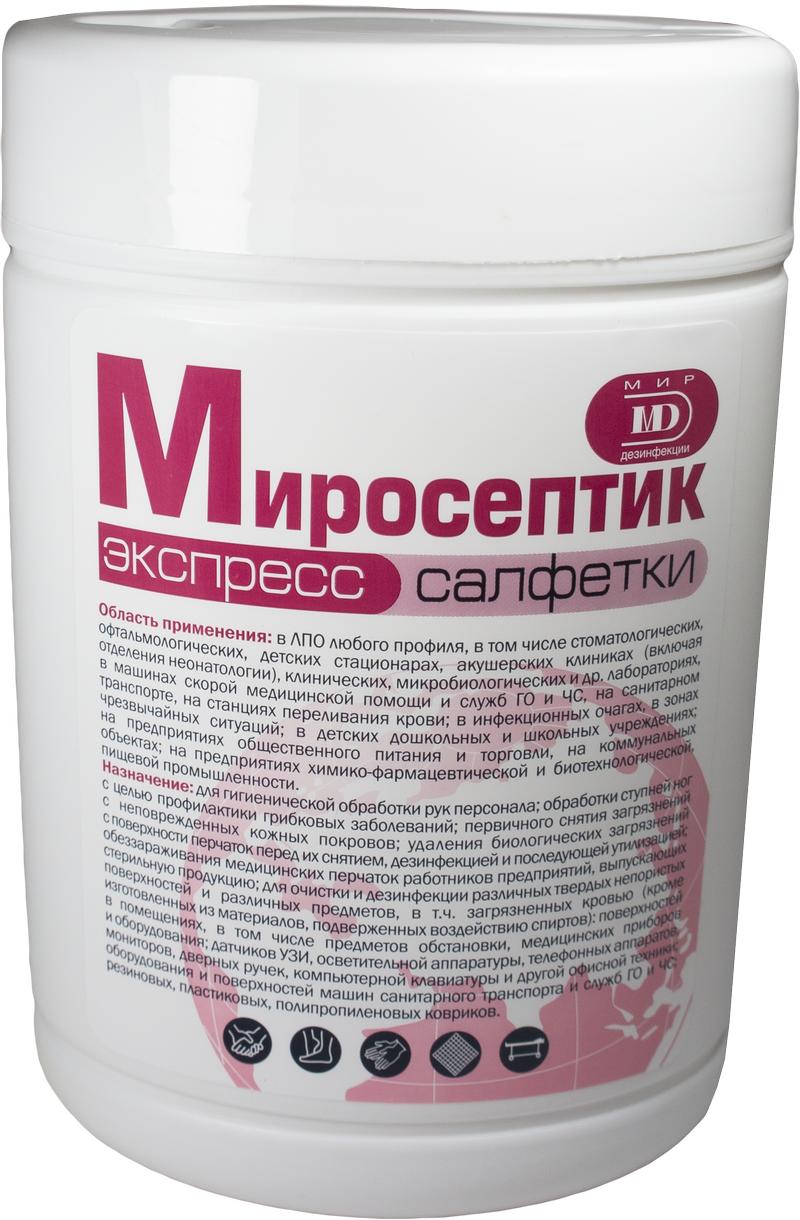 МИР
MD
дезинфекции
Миросептик
экспресс салфетки
Область применения: в ЛПО любого профиля, в том числе стоматологических,
офтальмологических, детских стационарах, акушерских клиниках (включая
отделения неонатологии), клинических, микробиологических и др. лабораториях,
в машинах скорой медицинской помощи и служб ГО и ЧС, на санитарном
транспорте, на станциях переливания крови; в инфекционных очагах, в зонах
чрезвычайных ситуаций; в детских дошкольных и школьных учреждениях;
на предприятиях общественного питания и торговли, на коммунальных
объектах; на предприятиях химико-фармацевтической и биотехнологической,
пищевой промышленности.
Назначение: для гигиенической обработки рук персонала; обработки ступней ног
с целью профилактики грибковых заболеваний; первичного снятия загрязнений
с неповрежденных кожных покровов; удаления биологических загрязнений
с поверхности перчаток перед их снятием, дезинфекцией и последующей утилизацией;
обеззараживания медицинских перчаток работников предприятий, выпускающих
стерильную продукцию; для очистки и дезинфекции различных твердых непористых
поверхностей и различных предметов, в т.ч. загрязненных кровью (кроме
изготовленных из материалов, подверженных воздействию спиртов): поверхностей
в помещениях, в том числе предметов обстановки, медицинских приборов
и оборудования; датчиков УЗИ, осветительной аппаратуры, телефонных аппаратов,
мониторов, дверных ручек, компьютерной клавиатуры и другой офисной техники;
оборудования и поверхностей машин санитарного транспорта и служб ГО и ЧС;
резиновых, пластиковых, полипропиленовых ковриков.